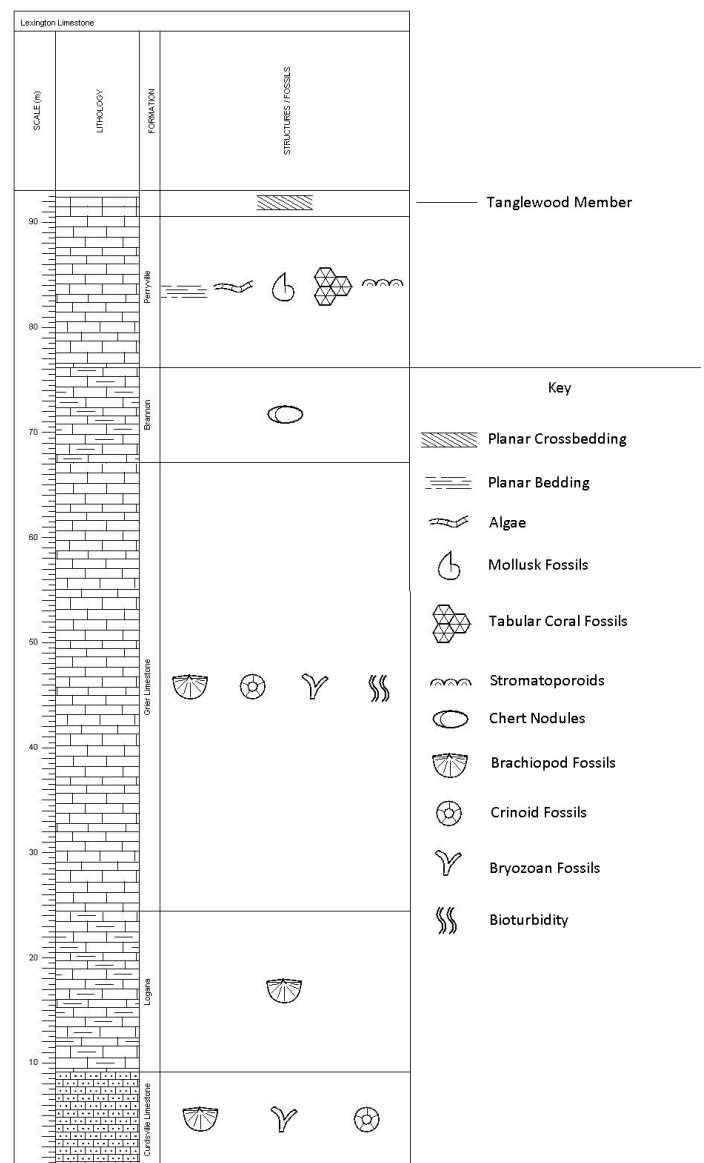 Lexington Limestone
SCALE (m)
LITHOLOGY
FORMATION
STRUCTURES / FOSSILS
Tanglewood Member
90
Perryville
80
Brannon
70
60
50
Grier Limestone
40
30
20
Logana
10
Curdsville Limestone
Key
Planar Crossbedding
Planar Bedding
Algae
Mollusk Fossils
Tabular Coral Fossils
Stromatoporoids
Chert Nodules
Brachiopod Fossils
Crinoid Fossils
Bryozoan Fossils
Bioturbidity